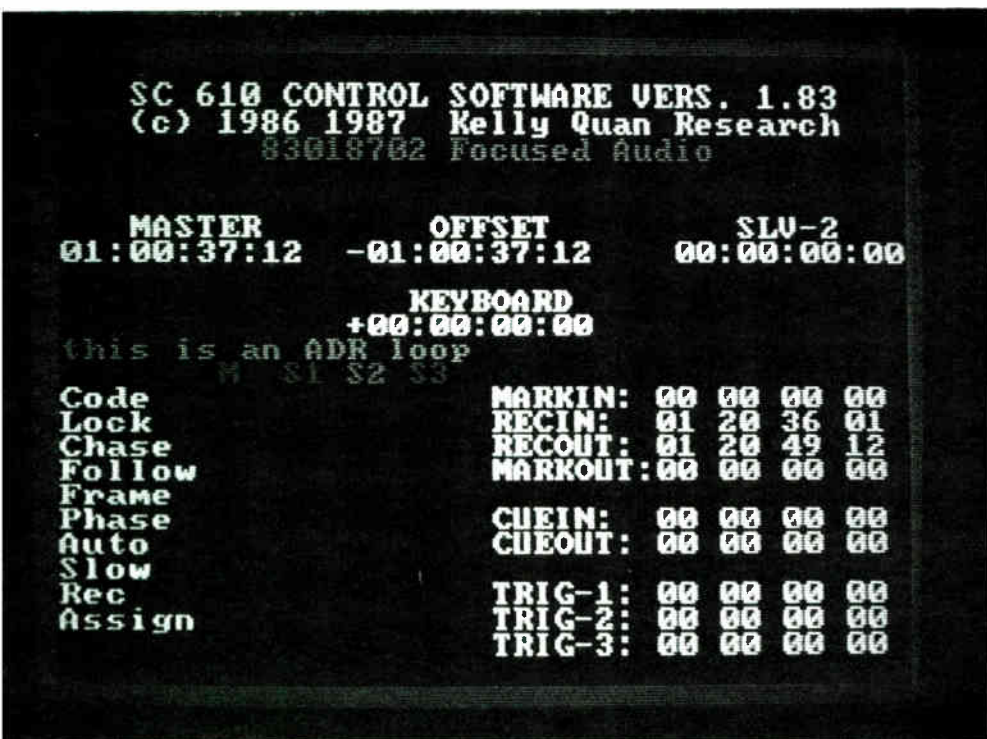 SC 610 CONTROL SOFTWARE VERS. 1.83
(c) 1986 1987 Kelly Quan Research
83018702 Focused Audio
MASTER OFFSET SLV-2
01:00:37:12 -01:00:37:12 00:00:00:00
KEYBOARD
+00:00:00:00
this is an ADR loop
M S1 S2 S3
Code MARKIN: 00 00 00 00
Lock RECIN: 01 20 36 01
Chase RECOUT: 01 20 49 12
Follow MARKOUT:00 00 00 00
Frame
Phase CUEIN: 00 00 00 00
Auto CUEOUT: 00 00 00 00
Slow
Rec TRIG-1: 00 00 00 00
Assign TRIG-2: 00 00 00 00
TRIG-3: 00 00 00 00